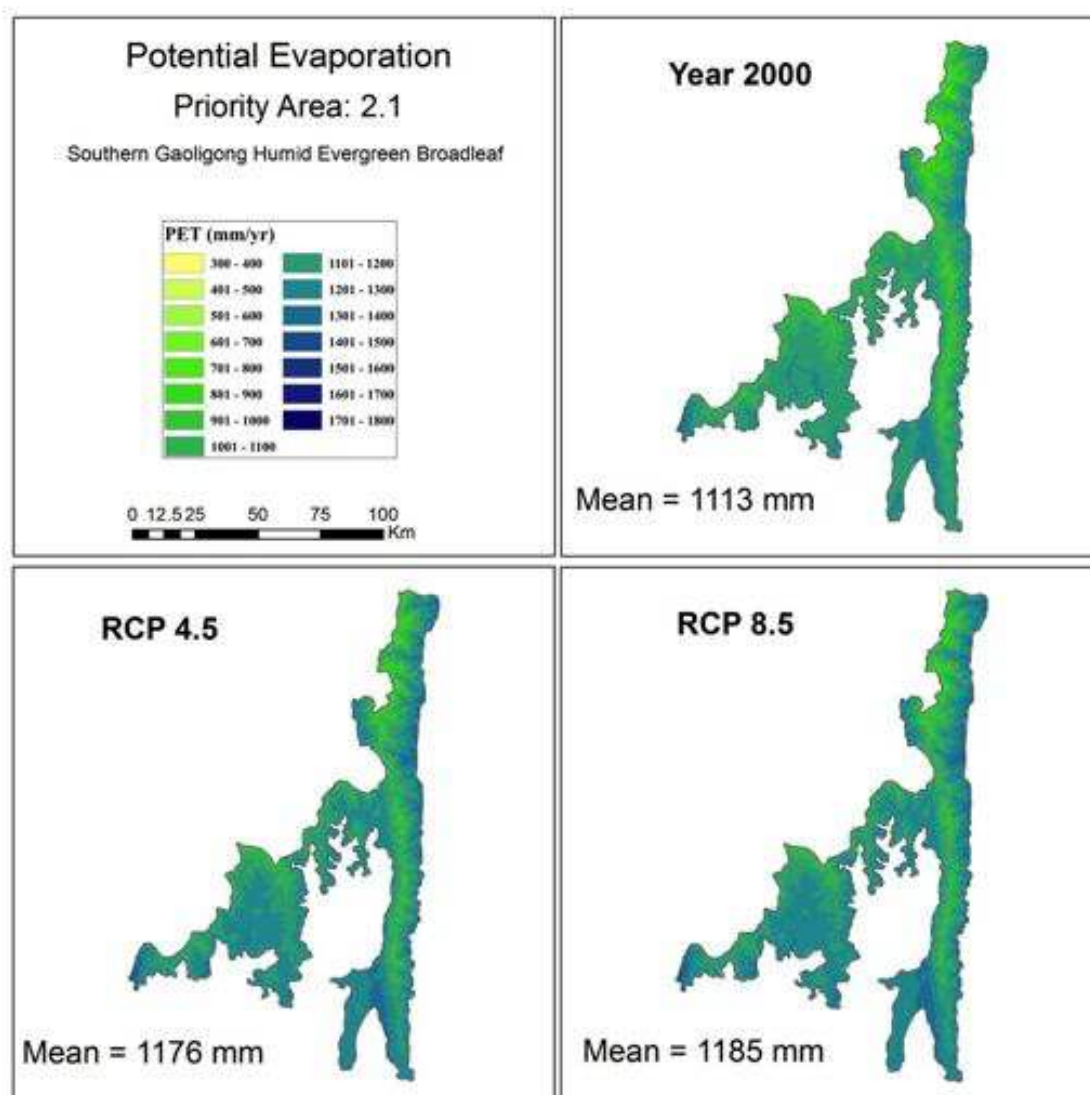 Potential Evaporation
Priority Area: 2.1
Southern Gaoligong Humid Evergreen Broadleaf
PET (mm/yr)
300 - 400
401 - 500
501 - 600
601 - 700
701 - 800
801 - 900
901 - 1000
1001 - 1100
1101 - 1200
1201 - 1300
1301 - 1400
1401 - 1500
1501 - 1600
1601 - 1700
1701 - 1800
0 .12.5 25 50 75 100
Km
Year 2000
Mean = 1113 mm
RCP 4.5
Mean = 1176 mm
RCP 8.5
Mean = 1185 mm